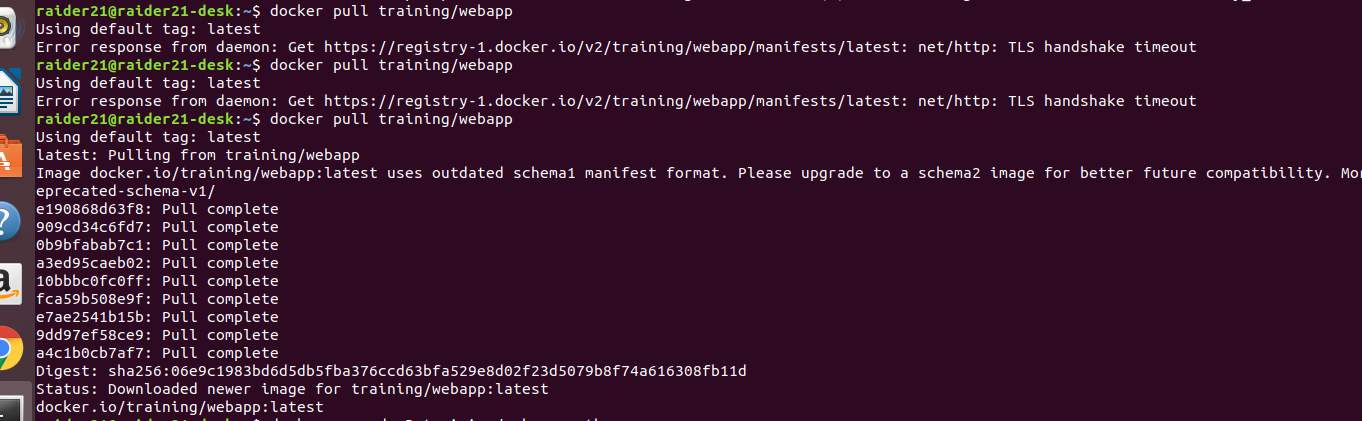 raider21@raider21-desk:~$ docker pull training/webapp
Using default tag: latest
Error response from daemon: Get https://registry-1.docker.io/v2/training/webapp/manifests/latest: net/http: TLS handshake timeout
raider21@raider21-desk:~$ docker pull training/webapp
Using default tag: latest
Error response from daemon: Get https://registry-1.docker.io/v2/training/webapp/manifests/latest: net/http: TLS handshake timeout
raider21@raider21-desk:~$ docker pull training/webapp
Using default tag: latest
latest: Pulling from training/webapp
Image docker.io/training/webapp:latest uses outdated schema1 manifest format. Please upgrade to a schema2 image for better future compatibility. Mor
eprecated-schema-v1/
e190868d63f8: Pull complete
909cd34c6fd7: Pull complete
0b9bfabab7c1: Pull complete
a3ed95caeb02: Pull complete
10bbbc0fc0ff: Pull complete
fca59b508e9f: Pull complete
e7ae2541b15b: Pull complete
9dd97ef58ce9: Pull complete
a4c1b0cb7af7: Pull complete
Digest: sha256:06e9c1983bd6d5db5fba376ccd63bfa529e8d02f23d5079b8f74a616308fb11d
Status: Downloaded newer image for training/webapp:latest
docker.io/training/webapp:latest